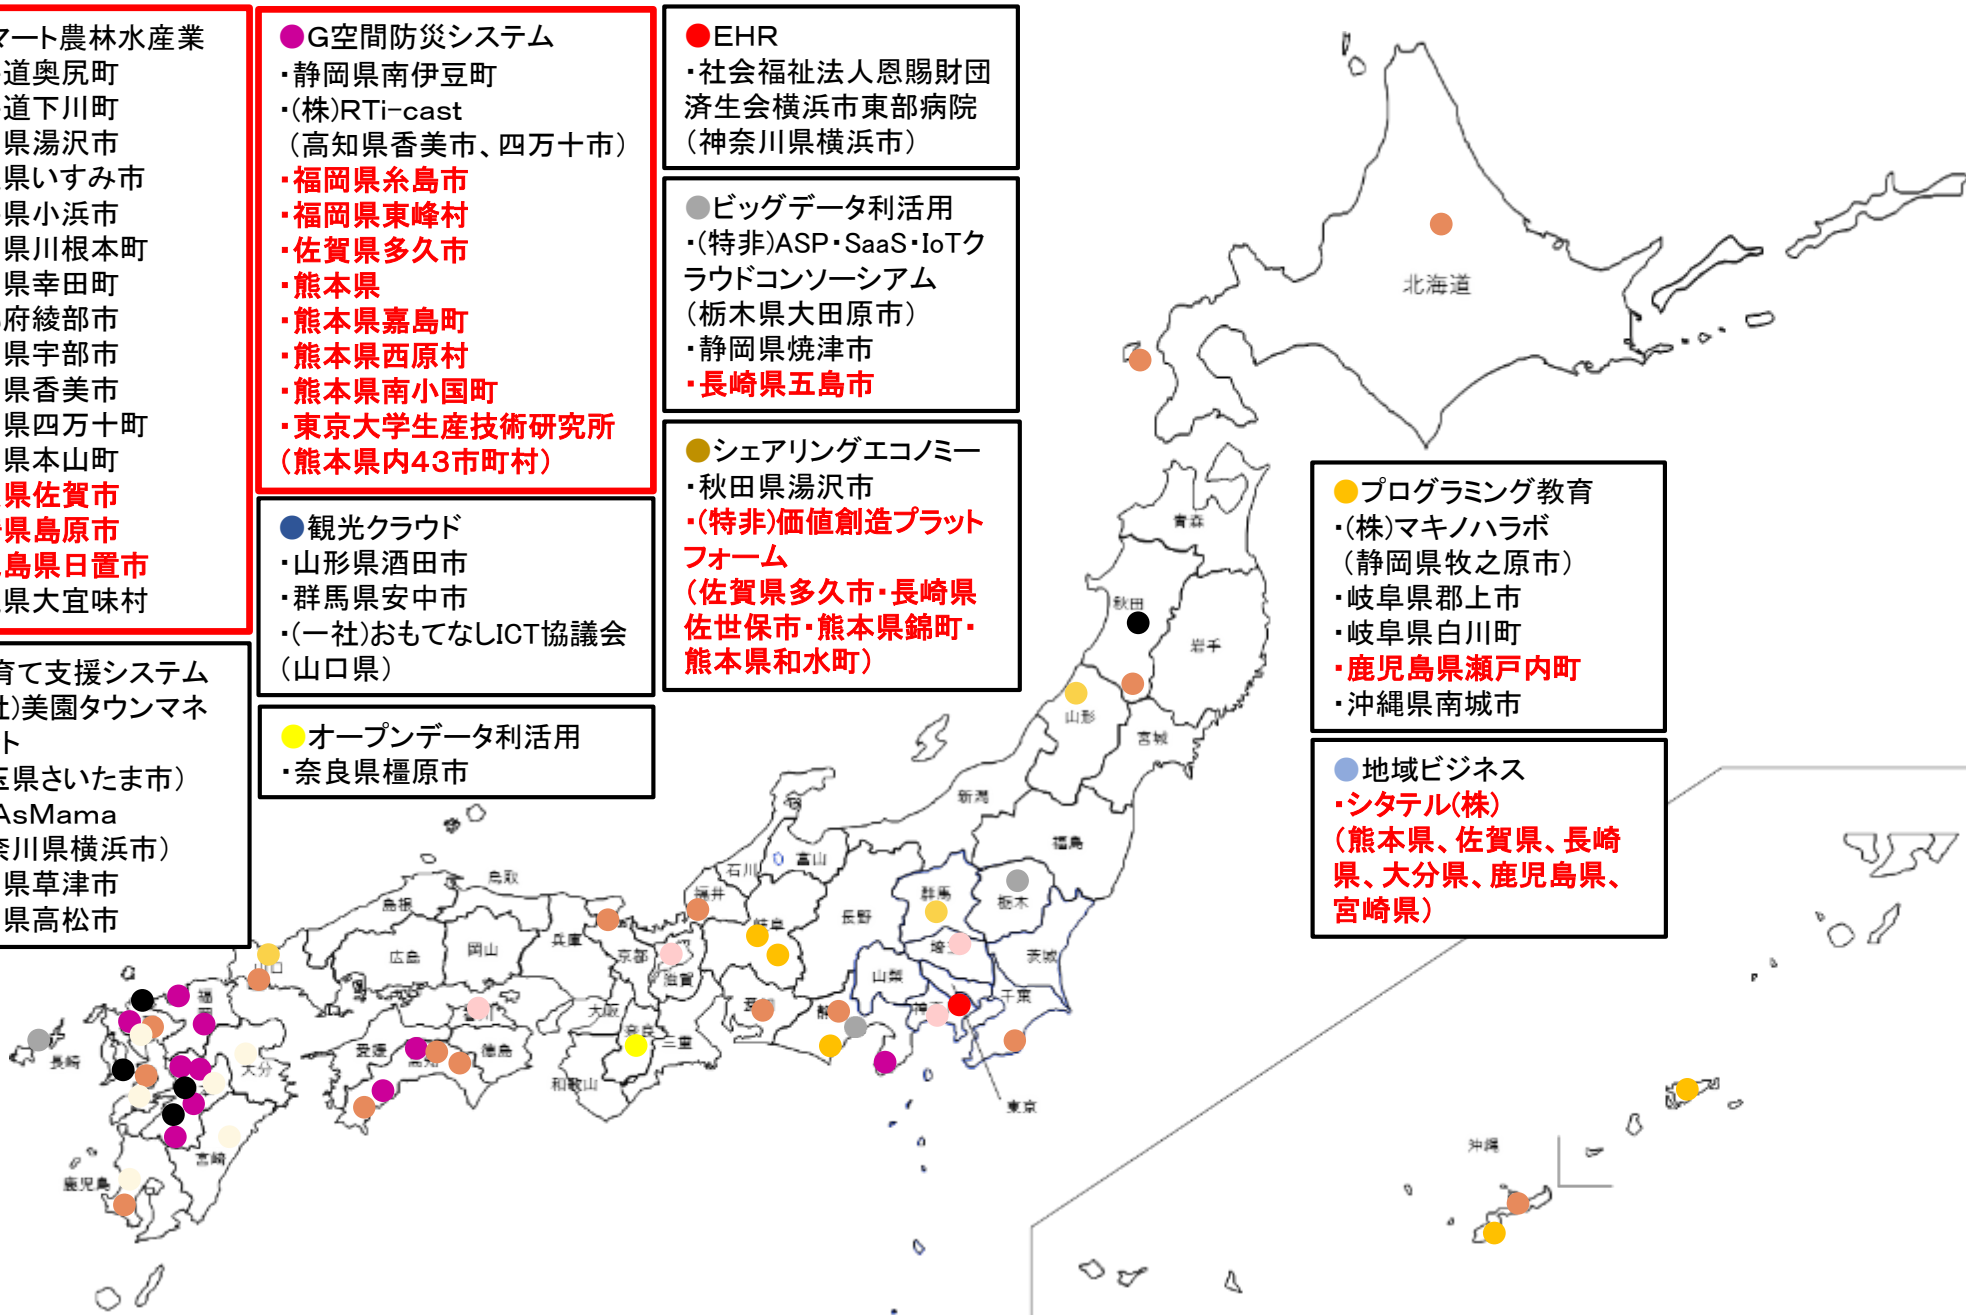 マート農林水産業
道奥尻町
道下川町
県湯沢市
県いすみ市
県小浜市
県川根本町
県幸田町
府綾部市
県宇部市
県香美市
県四万十町
県本山町
県佐賀市
県島原市
島県日置市
県大宜味村
育て支援システム
社)美園タウンマネ
ト
玉県さいたま市)
AsMama
奈川県横浜市)
県草津市
県高松市
●G空間防災システム
・静岡県南伊豆町
・(株)RTi-cast
(高知県香美市、四万十市)
・福岡県糸島市
・福岡県東峰村
・佐賀県多久市
・熊本県
・熊本県嘉島町
・熊本県西原村
・熊本県南小国町
・東京大学生産技術研究所
(熊本県内43市町村)
●観光クラウド
・山形県酒田市
・群馬県安中市
・(一社)おもてなしICT協議会
(山口県)
●オープンデータ利活用
・奈良県橿原市
●EHR
・社会福祉法人恩賜財団
済生会横浜市東部病院
(神奈川県横浜市)
●ビッグデータ利活用
・(特非)ASP・SaaS・IoTク
ラウドコンソーシアム
(栃木県大田原市)
・静岡県焼津市
・長崎県五島市
●シェアリングエコノミー
・秋田県湯沢市
・(特非)価値創造プラット
フォーム
(佐賀県多久市・長崎県
佐世保市・熊本県錦町・
熊本県和水町)
●プログラミング教育
・(株)マキノハラボ
(静岡県牧之原市)
・岐阜県郡上市
・岐阜県白川町
・鹿児島県瀬戸内町
・沖縄県南城市
●地域ビジネス
・シタテル(株)
(熊本県、佐賀県、長崎
県、大分県、鹿児島県、
宮崎県)
北海道
青森
秋田
岩手
山形
宮城
新潟
福島
富山
石川
福井
群馬
栃木
長野
岐阜
茨城
山梨
千葉
東京
鳥取
島根
岡山
広島
兵庫
京都
滋賀
大阪
奈良
三重
和歌山
愛媛
徳島
山口
長崎
大分
宮崎
鹿児島
沖縄